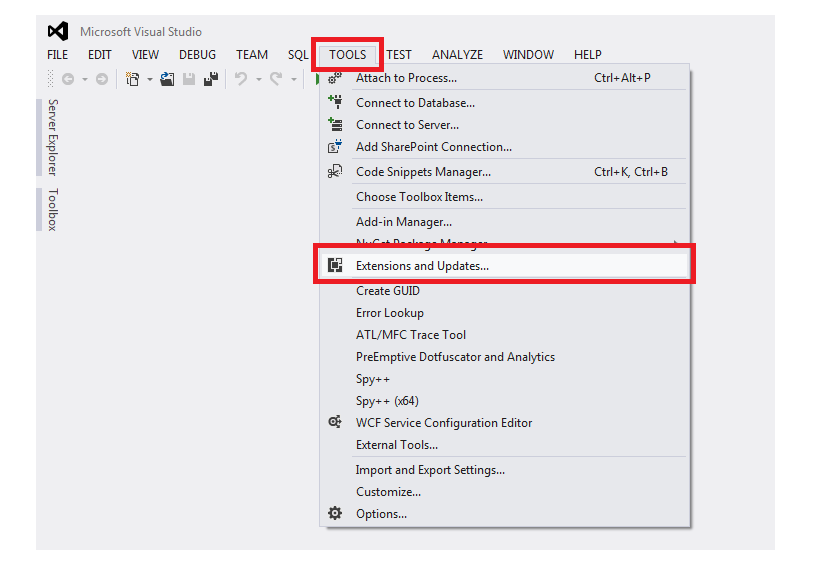 Microsoft Visual Studio
FILE EDIT VIEW DEBUG TEAM SQL TOOLS TEST ANALYZE WINDOW HELP
Server Explorer
Toolbox
Attach to Process... Ctrl+Alt+P
Connect to Database...
Connect to Server...
Add SharePoint Connection...
Code Snippets Manager... Ctrl+K, Ctrl+B
Choose Toolbox Items...
Add-in Manager...
NuGet Package Manager
Extensions and Updates...
Create GUID
Error Lookup
ATL/MFC Trace Tool
PreEmptive Dotfuscator and Analytics
Spy++
Spy++ (x64)
WCF Service Configuration Editor
External Tools...
Import and Export Settings...
Customize...
Options...